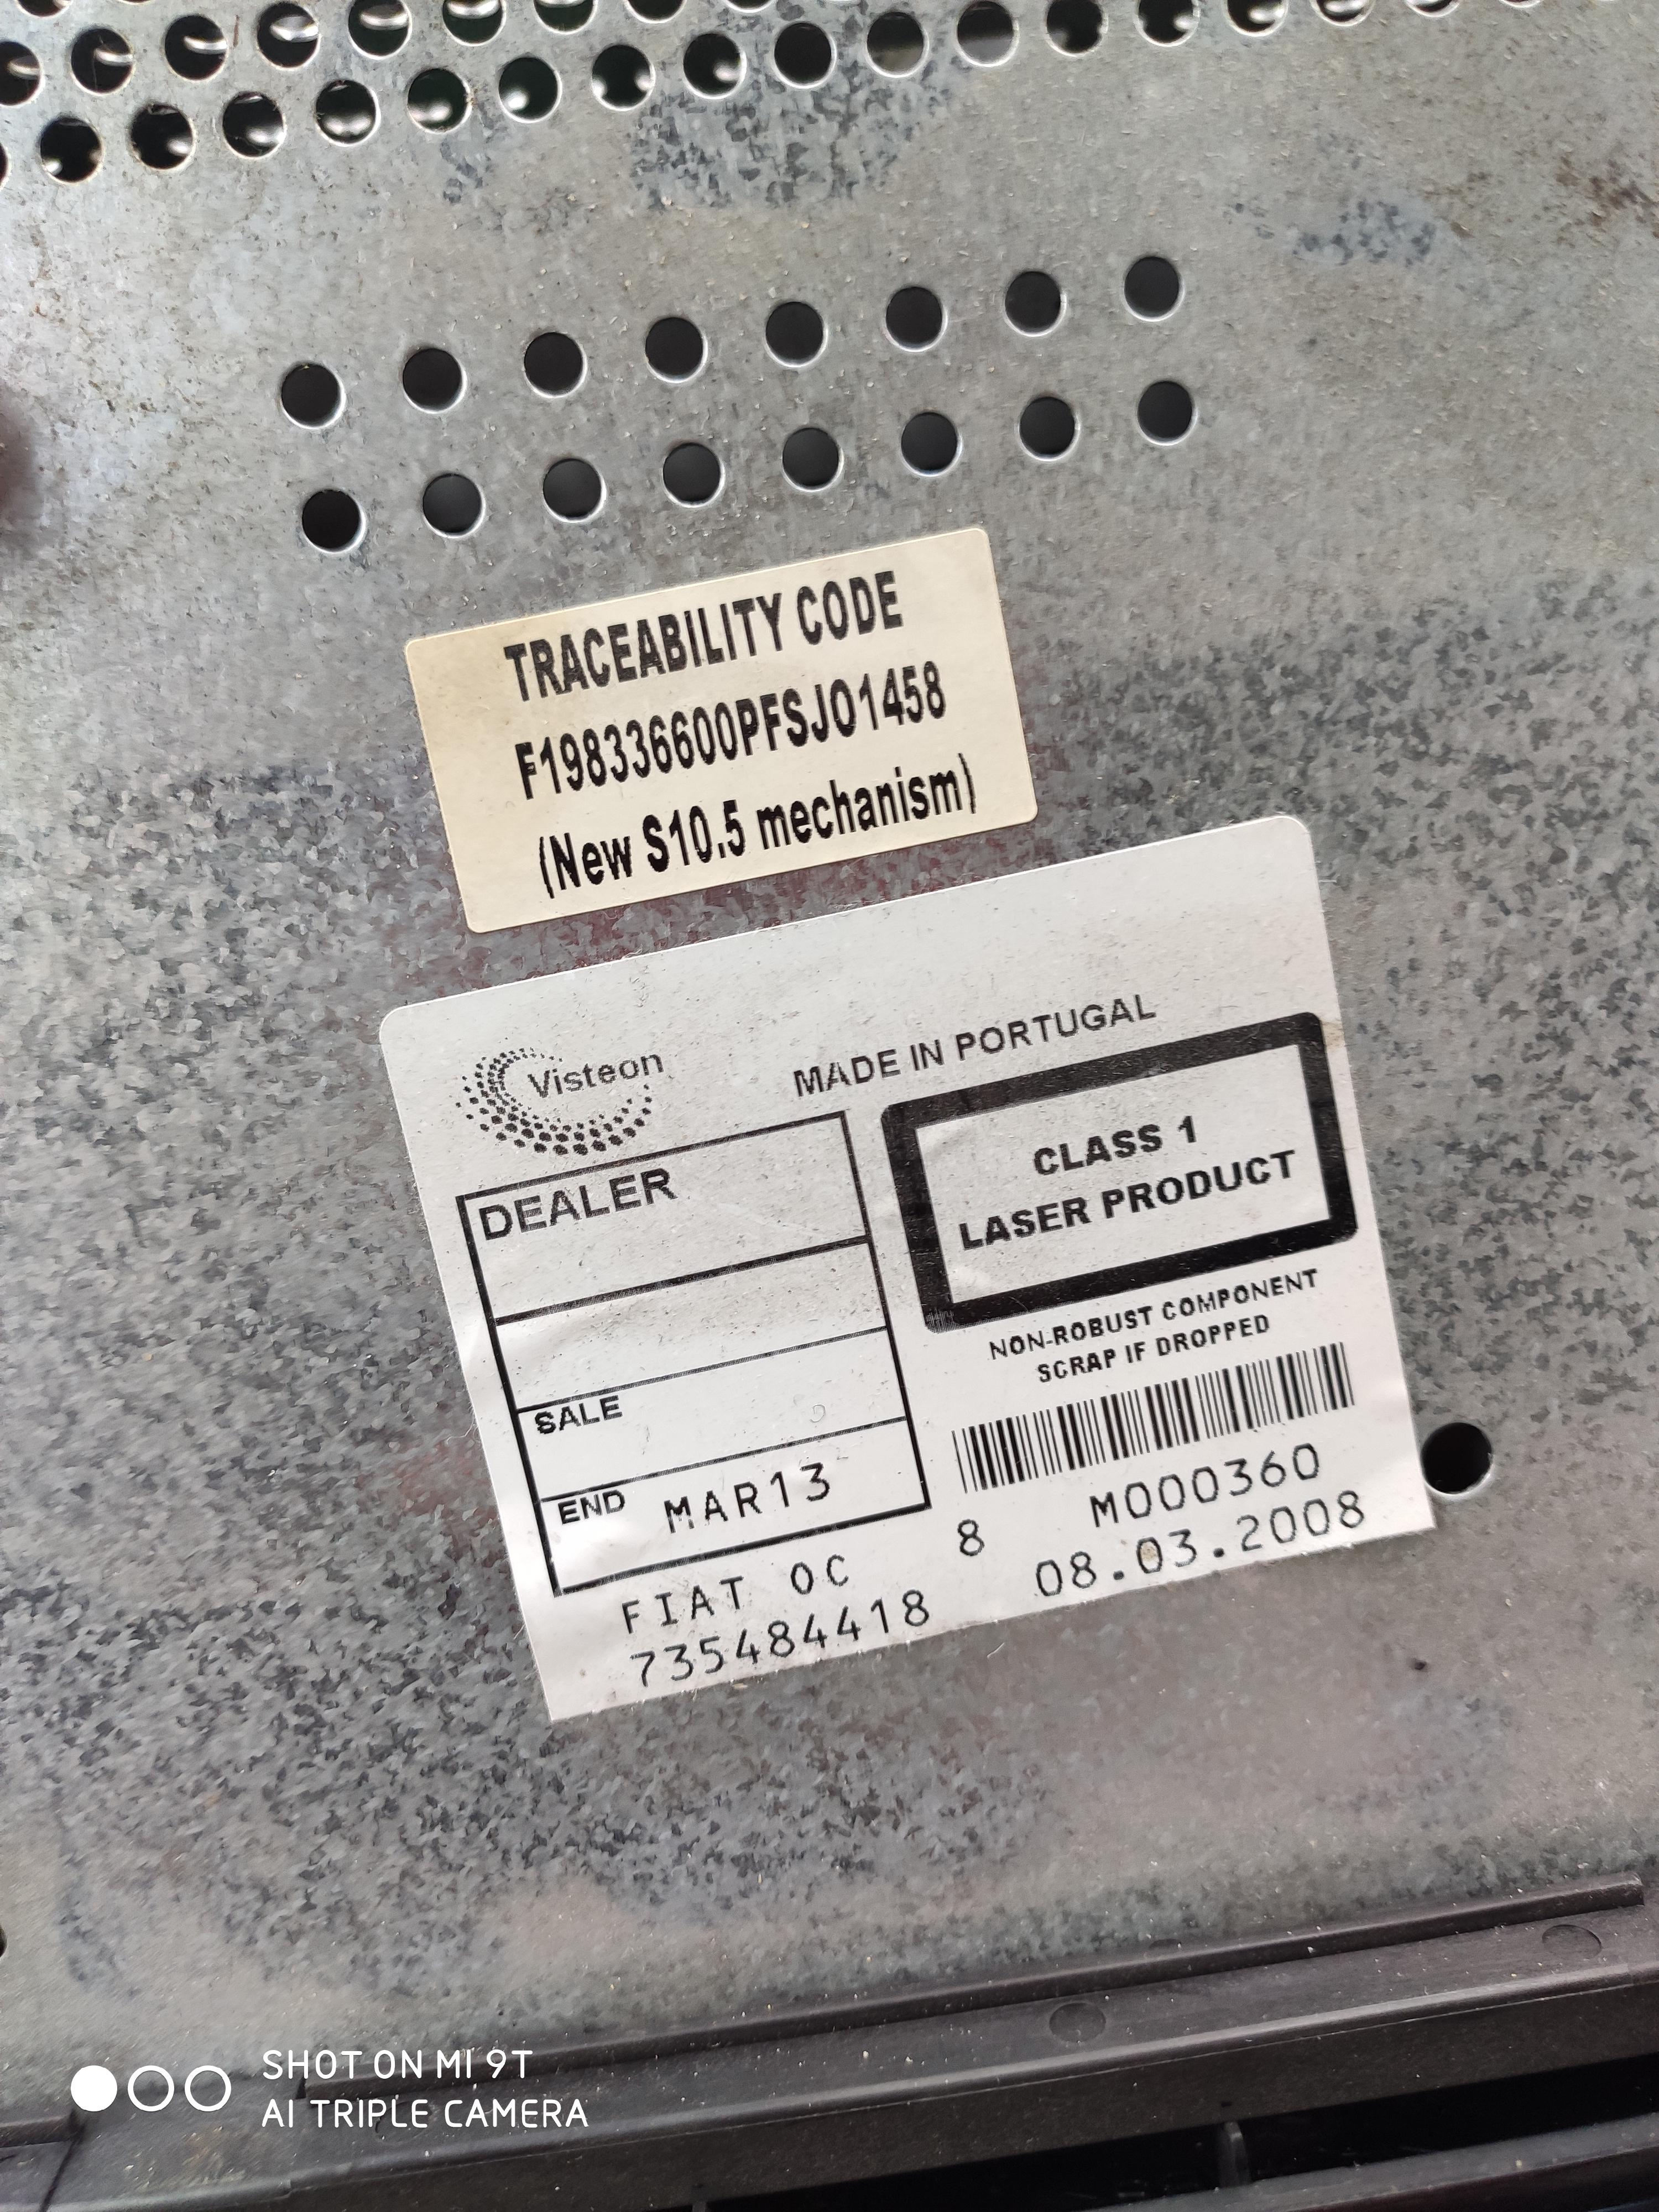 TRACEABILITY CODE
F198336600PFSJO1458
(New S10.5 mechanism)
Visteon
MADE IN PORTUGAL
DEALER
SALE
END MAR13
CLASS 1
LASER PRODUCT
NON-ROBUST COMPONENT
SCRAP IF DROPPED
M000360
8 08.03.2008
FIAT OC
735484418
SHOT ON MI 9T
AI TRIPLE CAMERA